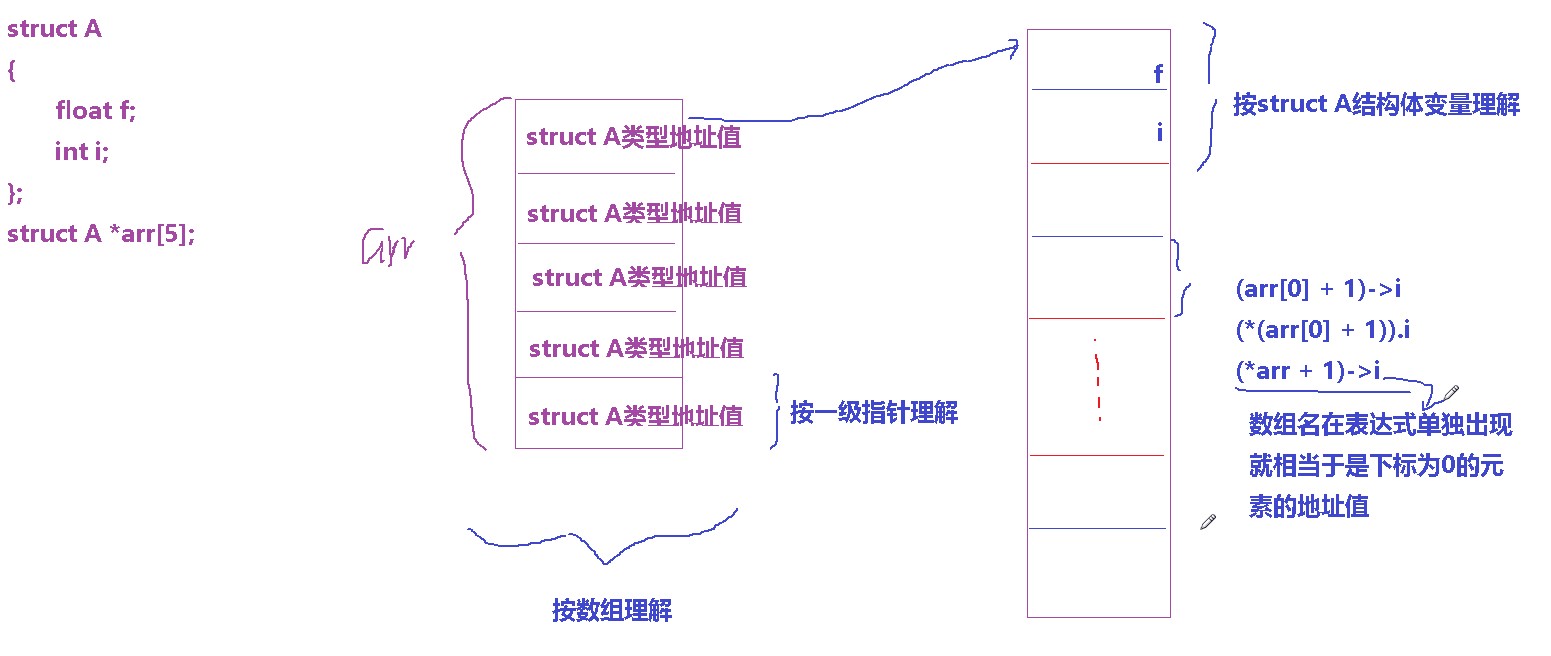 struct A
{
float f;
int i;
};
struct A *arr[5];
arr
struct A类型地址值
struct A类型地址值
struct A类型地址值
struct A类型地址值
struct A类型地址值
按一级指针理解
按数组理解
f
i
按struct A结构体变量理解
(arr[0] + 1)->i
(*(arr[0] + 1)).i
(*arr + 1)->i
数组名在表达式单独出现
就相当于是下标为0的元
素的地址值